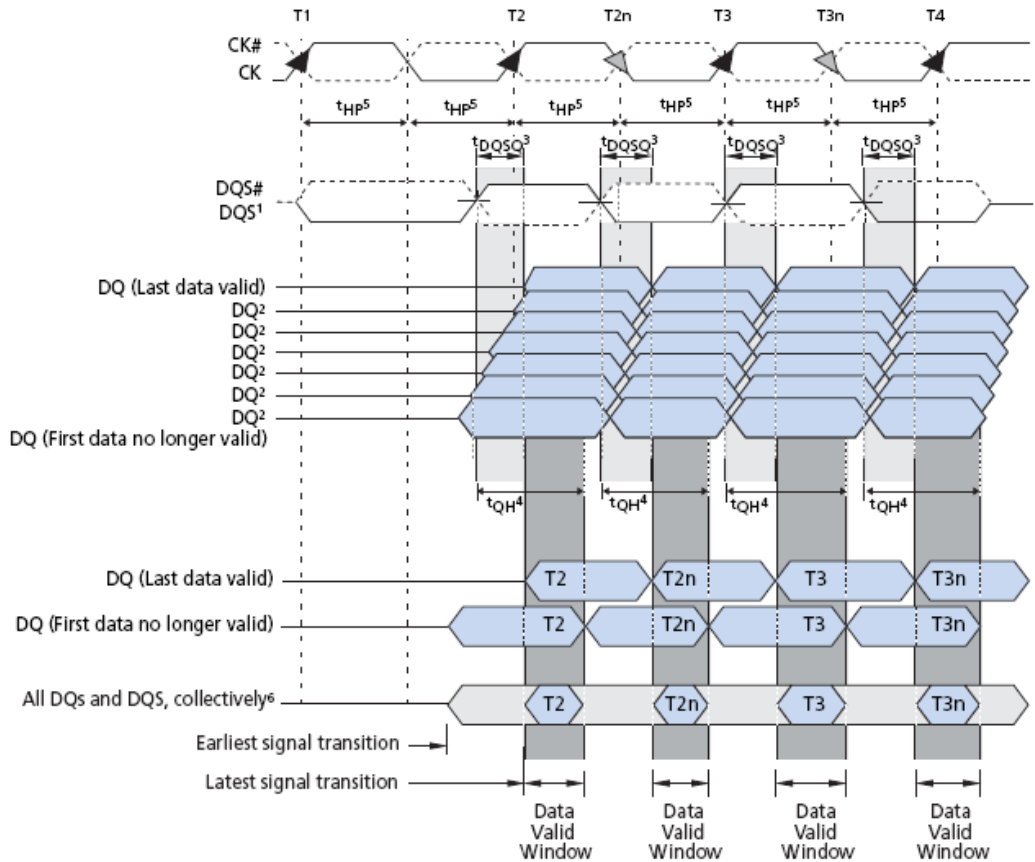 T1 T2 T2n T3 T3n T4
CK#
CK
tHP5 tHP5 tHP5 tHP5 tHP5 tHP5
tDQSQ3 tDQSQ3 tDQSQ3 tDQSQ3
DQS#
DQS1
DQ (Last data valid)
DQ2
DQ2
DQ2
DQ2
DQ2
DQ2
DQ (First data no longer valid)
tQH4 tQH4 tQH4 tQH4
DQ (Last data valid) T2 T2n T3 T3n
DQ (First data no longer valid) T2 T2n T3 T3n
All DQs and DQS, collectively6 T2 T2n T3 T3n
Earliest signal transition
Latest signal transition
Data Data Data Data
Valid Valid Valid Valid
Window Window Window Window